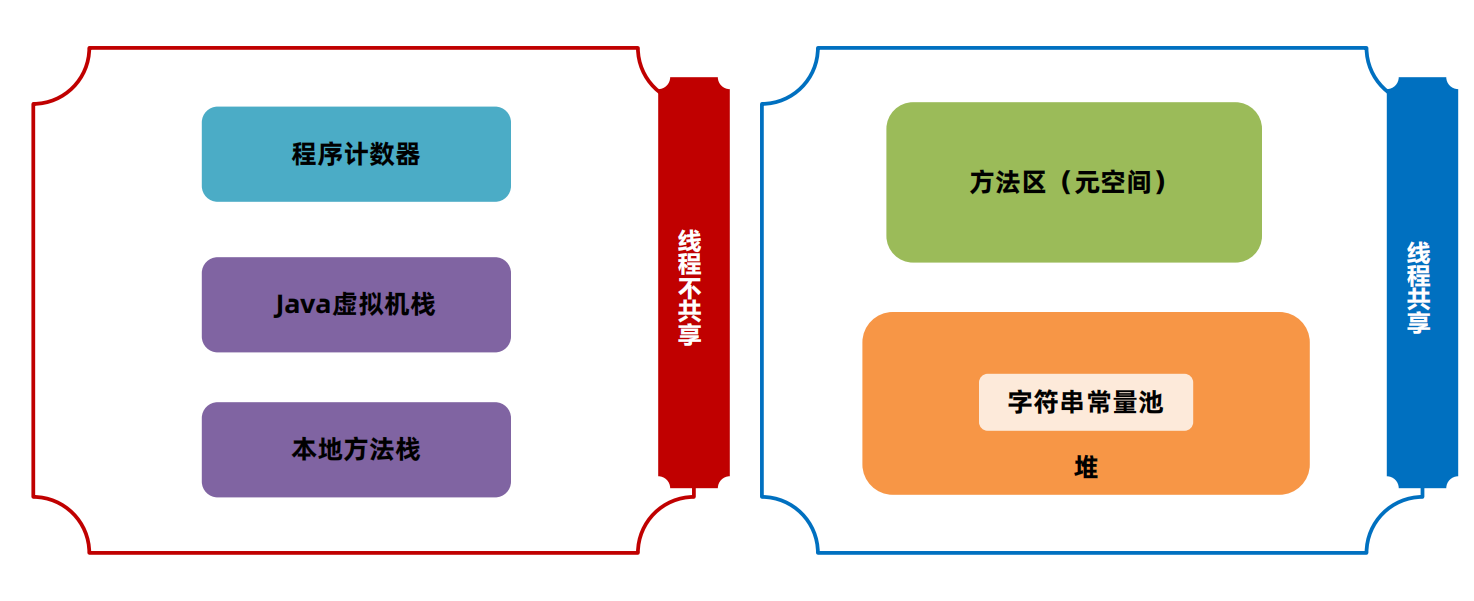 程序计数器
Java虚拟机栈
本地方法栈
线程不共享
方法区（元空间）
字符串常量池
堆
线程共享